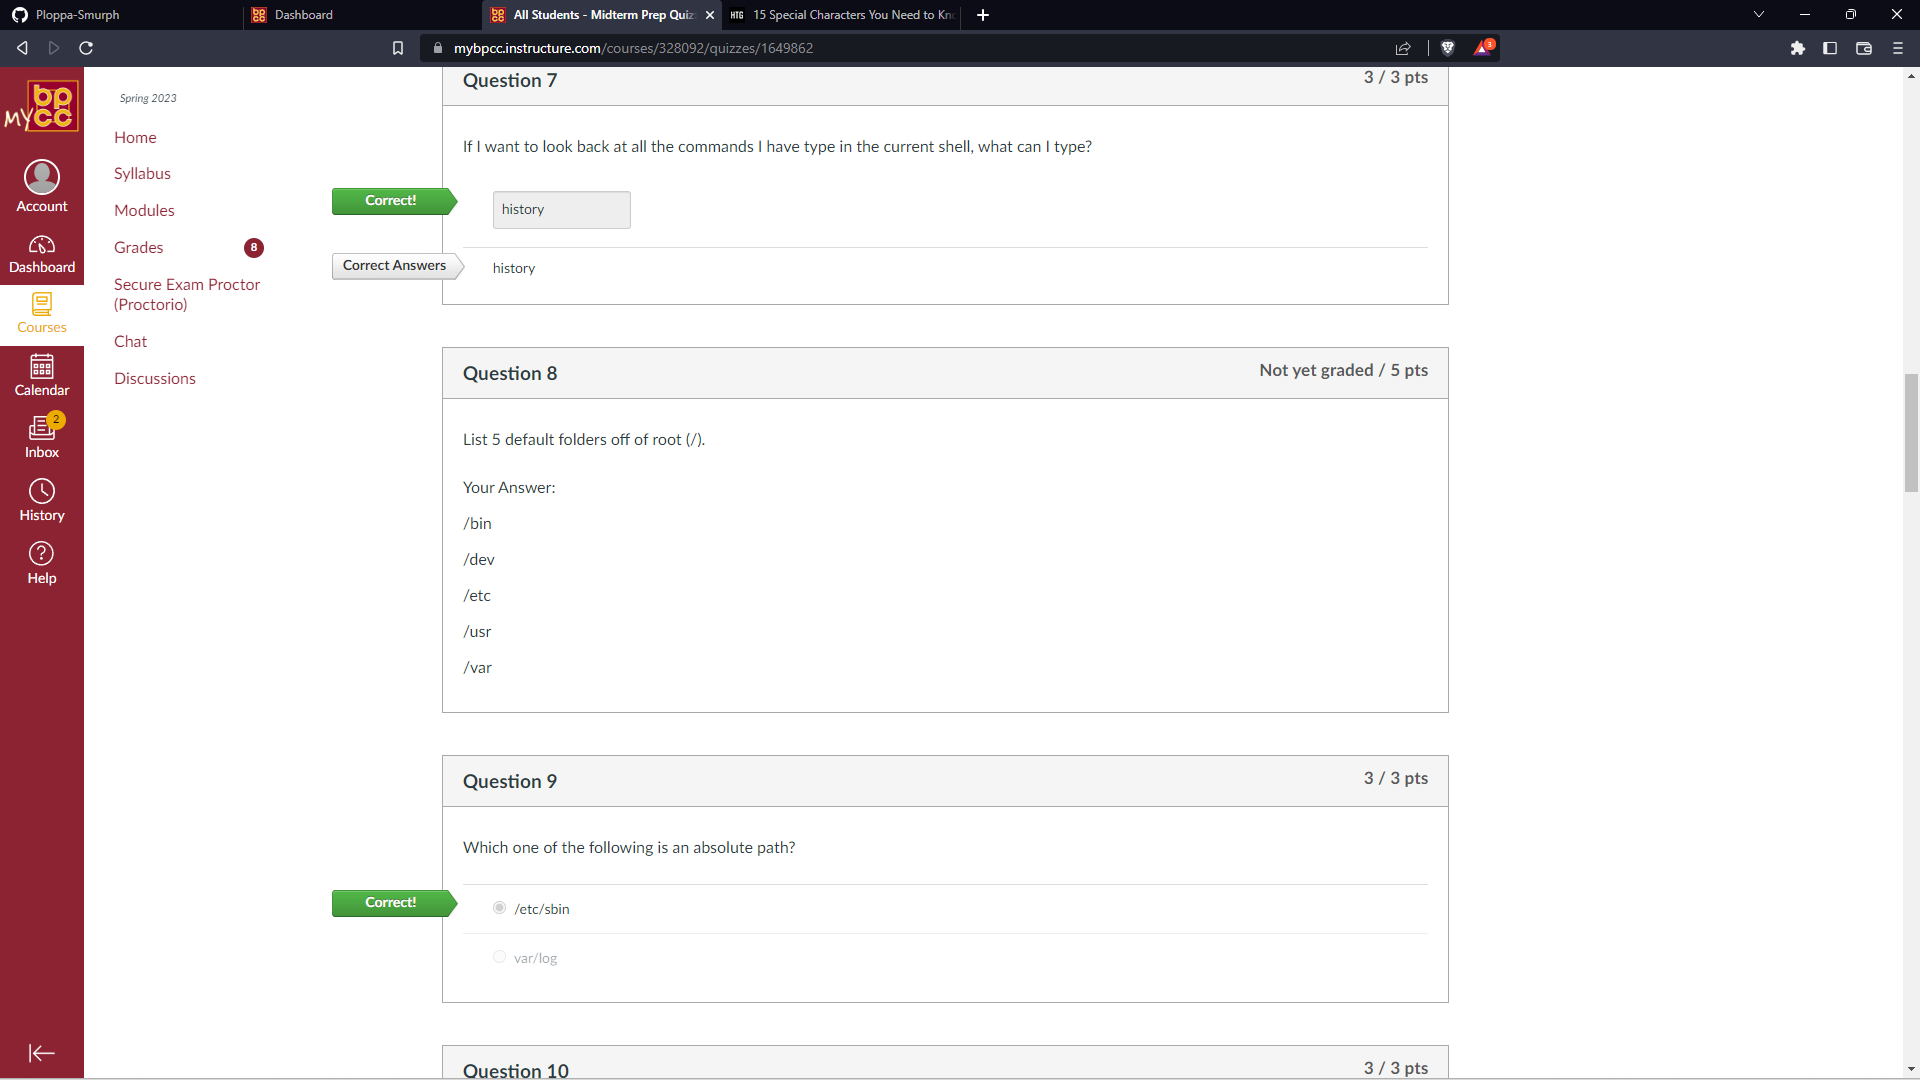 Ploppa-Smurph
Dashboard
All Students - Midterm Prep Quiz
15 Special Characters You Need to Kn
mybpcc.instructure.com/courses/328092/quizzes/1649862
3
my bp cc
Account
Dashboard
Courses
Calendar
2
Inbox
History
Help
Spring 2023
Home
Syllabus
Modules
Grades 8
Secure Exam Proctor
(Proctorio)
Chat
Discussions
Question 7 3 / 3 pts
If I want to look back at all the commands I have type in the current shell, what can I type?
Correct! history
Correct Answers history
Question 8 Not yet graded / 5 pts
List 5 default folders off of root (/).
Your Answer:
/bin
/dev
/etc
/usr
/var
Question 9 3 / 3 pts
Which one of the following is an absolute path?
Correct! /etc/sbin
var/log
Question 10 3 / 3 pts